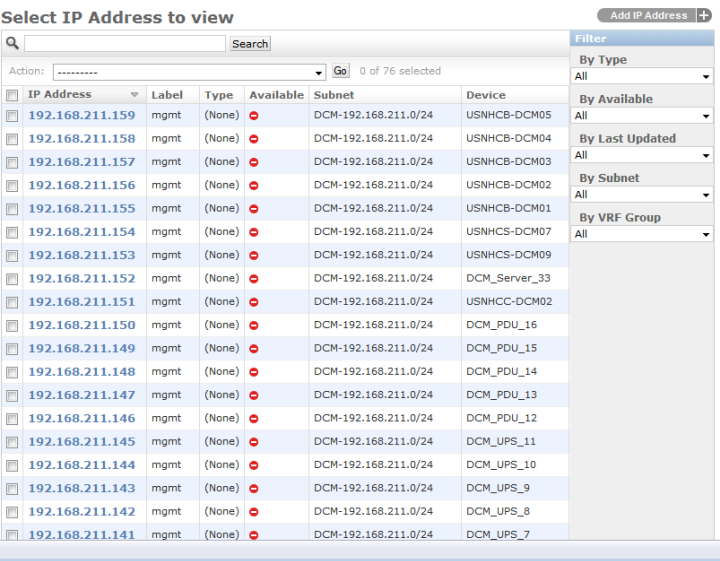 Select IP Address to view
Add IP Address +
Search
Action: --------- Go 0 of 76 selected
IP Address Label Type Available Subnet Device
192.168.211.159 mgmt (None) DCM-192.168.211.0/24 USNHCB-DCM05
192.168.211.158 mgmt (None) DCM-192.168.211.0/24 USNHCB-DCM04
192.168.211.157 mgmt (None) DCM-192.168.211.0/24 USNHCB-DCM03
192.168.211.156 mgmt (None) DCM-192.168.211.0/24 USNHCB-DCM02
192.168.211.155 mgmt (None) DCM-192.168.211.0/24 USNHCB-DCM01
192.168.211.154 mgmt (None) DCM-192.168.211.0/24 USNHCS-DCM07
192.168.211.153 mgmt (None) DCM-192.168.211.0/24 USNHCS-DCM09
192.168.211.152 mgmt (None) DCM-192.168.211.0/24 DCM_Server_33
192.168.211.151 mgmt (None) DCM-192.168.211.0/24 USNHCC-DCM02
192.168.211.150 mgmt (None) DCM-192.168.211.0/24 DCM_PDU_16
192.168.211.149 mgmt (None) DCM-192.168.211.0/24 DCM_PDU_15
192.168.211.148 mgmt (None) DCM-192.168.211.0/24 DCM_PDU_14
192.168.211.147 mgmt (None) DCM-192.168.211.0/24 DCM_PDU_13
192.168.211.146 mgmt (None) DCM-192.168.211.0/24 DCM_PDU_12
192.168.211.145 mgmt (None) DCM-192.168.211.0/24 DCM_UPS_11
192.168.211.144 mgmt (None) DCM-192.168.211.0/24 DCM_UPS_10
192.168.211.143 mgmt (None) DCM-192.168.211.0/24 DCM_UPS_9
192.168.211.142 mgmt (None) DCM-192.168.211.0/24 DCM_UPS_8
192.168.211.141 mgmt (None) DCM-192.168.211.0/24 DCM_UPS_7
Filter
By Type
All
By Available
All
By Last Updated
All
By Subnet
All
By VRF Group
All